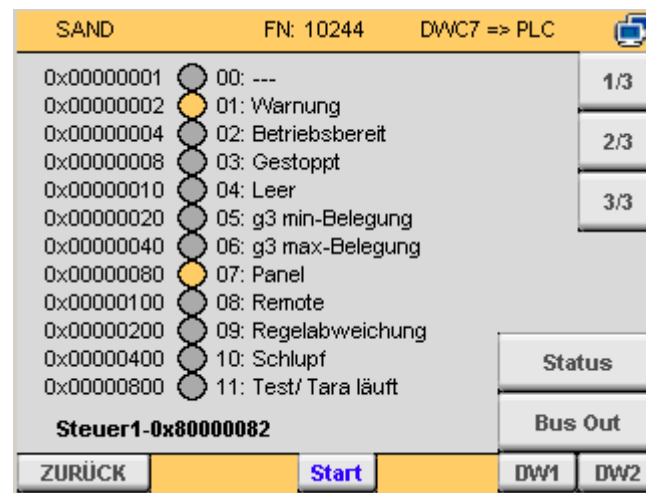 SAND FN: 10244 DWC7 => PLC
0x00000001 00: ---
0x00000002 01: Warnung
0x00000004 02: Betriebsbereit
0x00000008 03: Gestoppt
0x00000010 04: Leer
0x00000020 05: g3 min-Belegung
0x00000040 06: g3 max-Belegung
0x00000080 07: Panel
0x00000100 08: Remote
0x00000200 09: Regelabweichung
0x00000400 10: Schlupf
0x00000800 11: Test/ Tara läuft
Steuer1-0x80000082
1/3
2/3
3/3
Status
Bus Out
ZURÜCK Start DW1 DW2